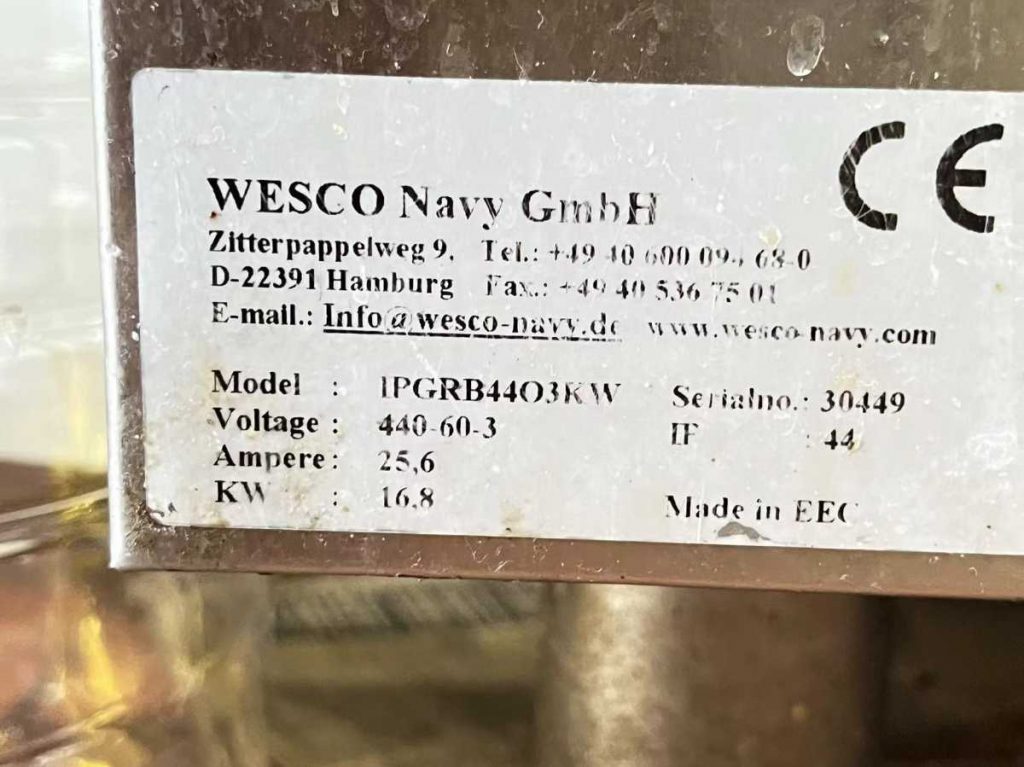 CE
WESCO Navy GmbH
Zitterpappelweg 9. Tel.: +49 40 600 094 68-0
D-22391 Hamburg Fax.: +49 40 536 75 01
E-mail.: Info@wesco-navy.de www.wesco-navy.com
Model : IPGRB44O3KW Serialno.: 30449
Voltage : 440-60-3 IP : 44
Ampere : 25,6
KW : 16,8 Made in EEC